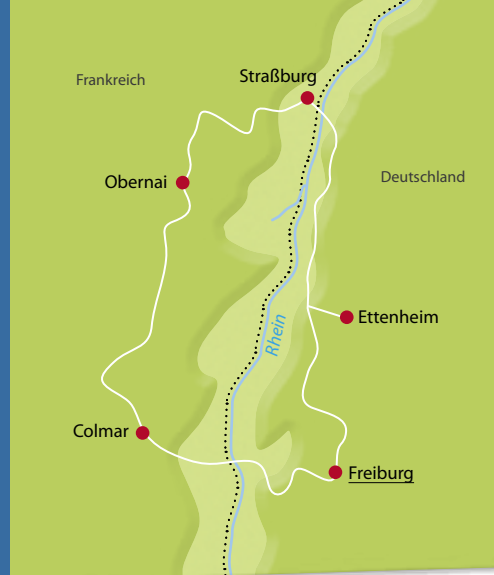 Straßburg
Frankreich
Deutschland
Obernai
Ettenheim
Rhein
Colmar
Freiburg